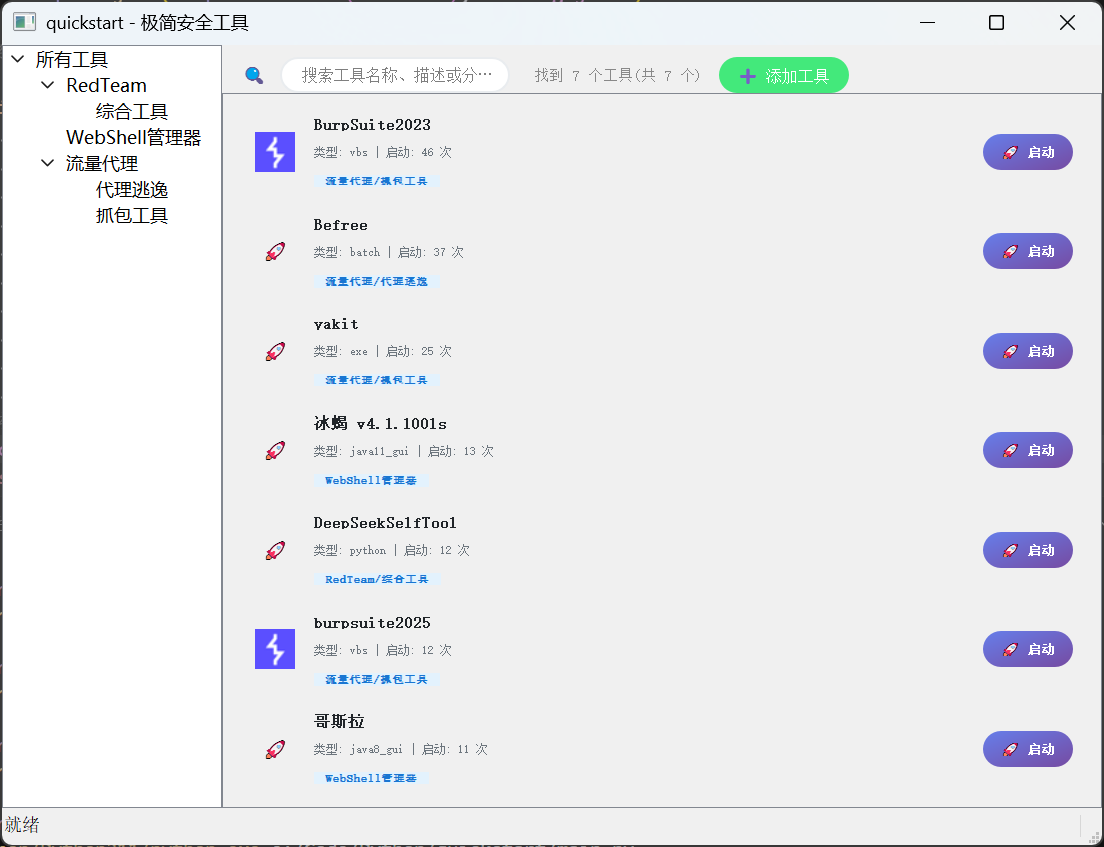 quickstart - 极简安全工具
所有工具
RedTeam
综合工具
WebShell管理器
流量代理
代理逃逸
抓包工具
搜索工具名称、描述或分…
找到 7 个工具(共 7 个)
添加工具
BurpSuite2023
类型: vbs | 启动: 46 次
流量代理/抓包工具
启动
Befree
类型: batch | 启动: 37 次
流量代理/代理逃逸
启动
yakit
类型: exe | 启动: 25 次
流量代理/抓包工具
启动
冰蝎 v4.1.1001s
类型: java11_gui | 启动: 13 次
WebShell管理器
启动
DeepSeekSelfTool
类型: python | 启动: 12 次
RedTeam/综合工具
启动
burpsuite2025
类型: vbs | 启动: 12 次
流量代理/抓包工具
启动
哥斯拉
类型: java8_gui | 启动: 11 次
WebShell管理器
启动
就绪